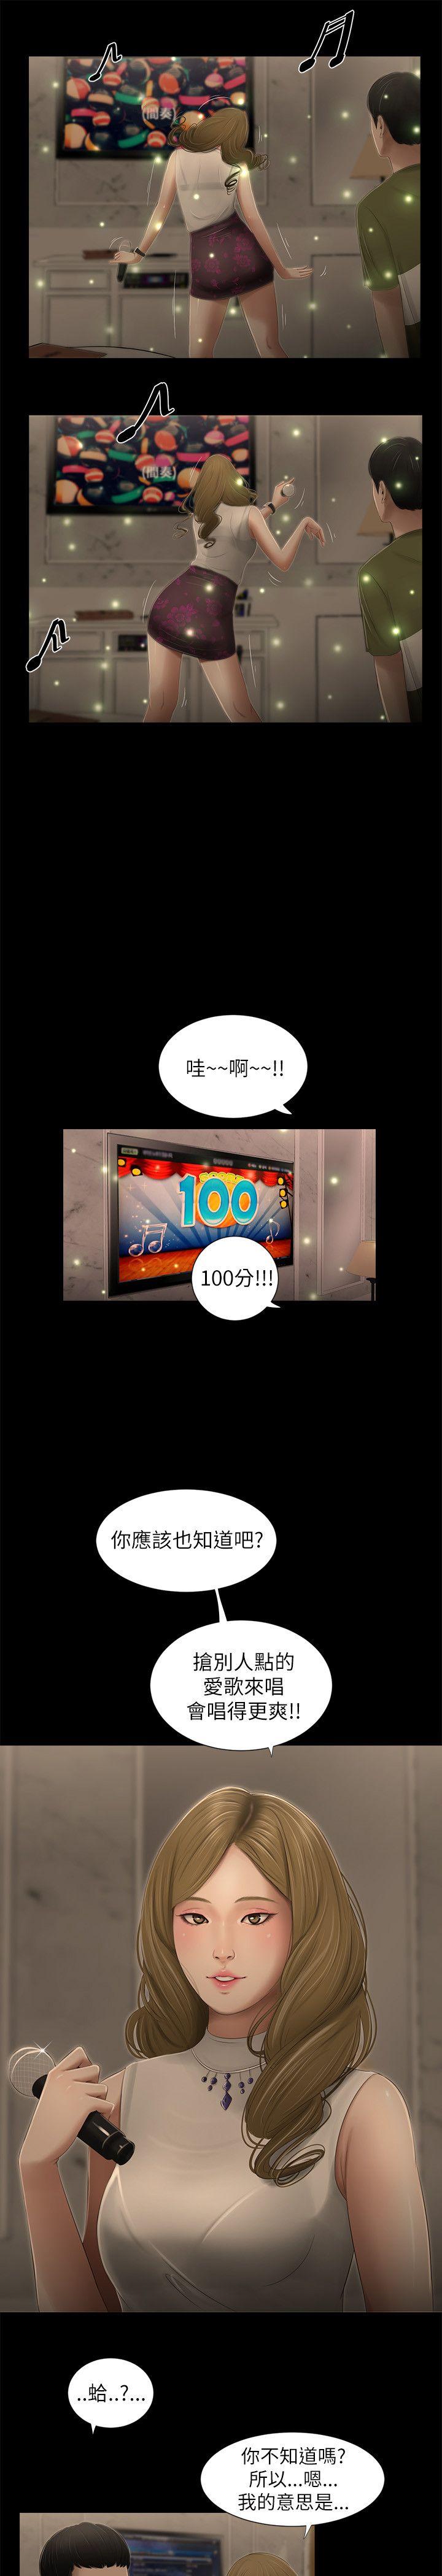 (間奏)
(間奏)
哇~~啊~~!!
100
100分!!!
你應該也知道吧?
搶別人點的
愛歌來唱
會唱得更爽!!
..蛤..?...
你不知道嗎?
所以...嗯...
我的意思是...